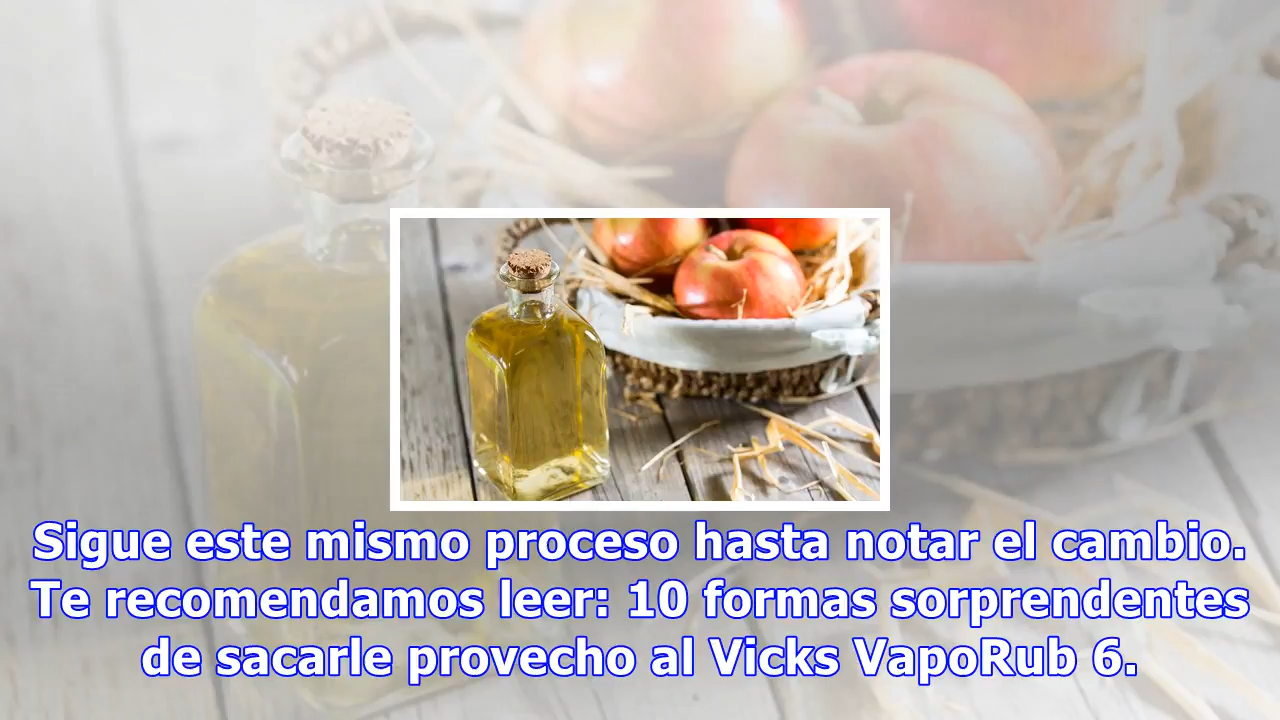 Sigue este mismo proceso hasta notar el cambio.
Te recomendamos leer: 10 formas sorprendentes
de sacarle provecho al Vicks VapoRub 6.